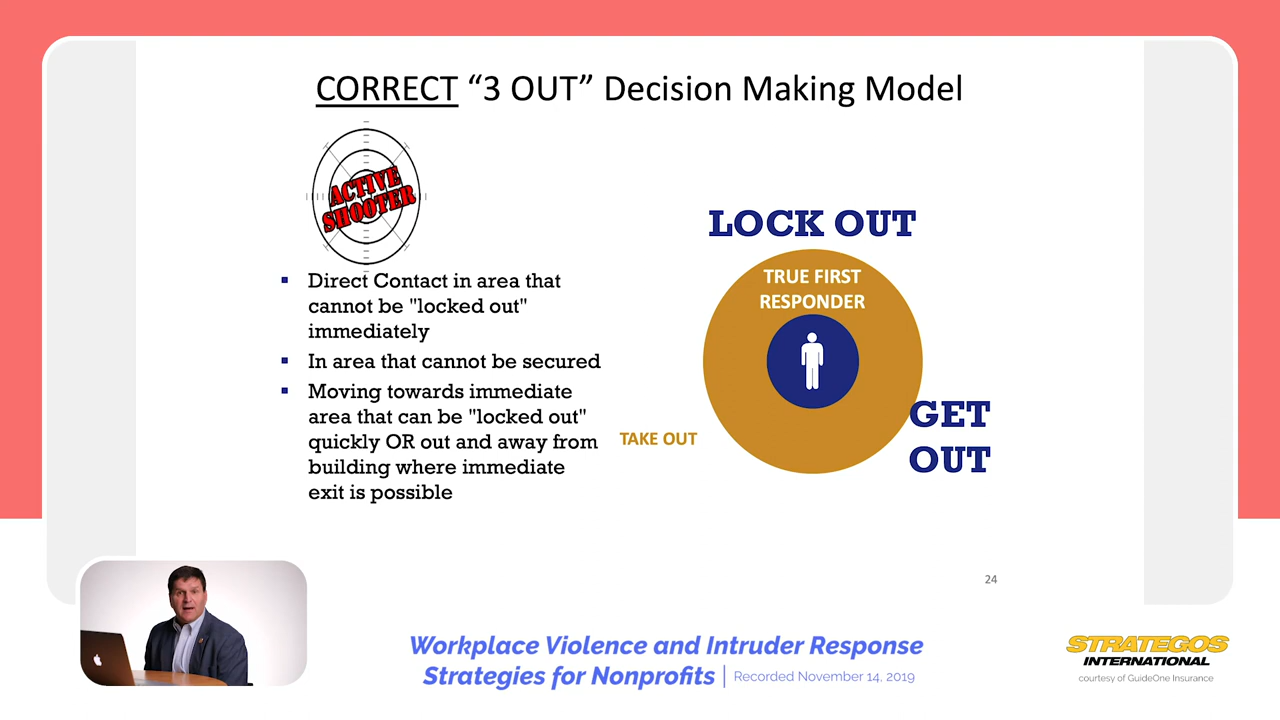 CORRECT “3 OUT” Decision Making Model
ACTIVE
SHOOTER
▪ Direct Contact in area that
cannot be "locked out"
immediately
▪ In area that cannot be secured
▪ Moving towards immediate
area that can be "locked out"
quickly OR out and away from
building where immediate
exit is possible
LOCK OUT
TRUE FIRST
RESPONDER
TAKE OUT
GET
OUT
24
Workplace Violence and Intruder Response
Strategies for Nonprofits | Recorded November 14, 2019
STRATEGOS
INTERNATIONAL
courtesy of GuideOne Insurance